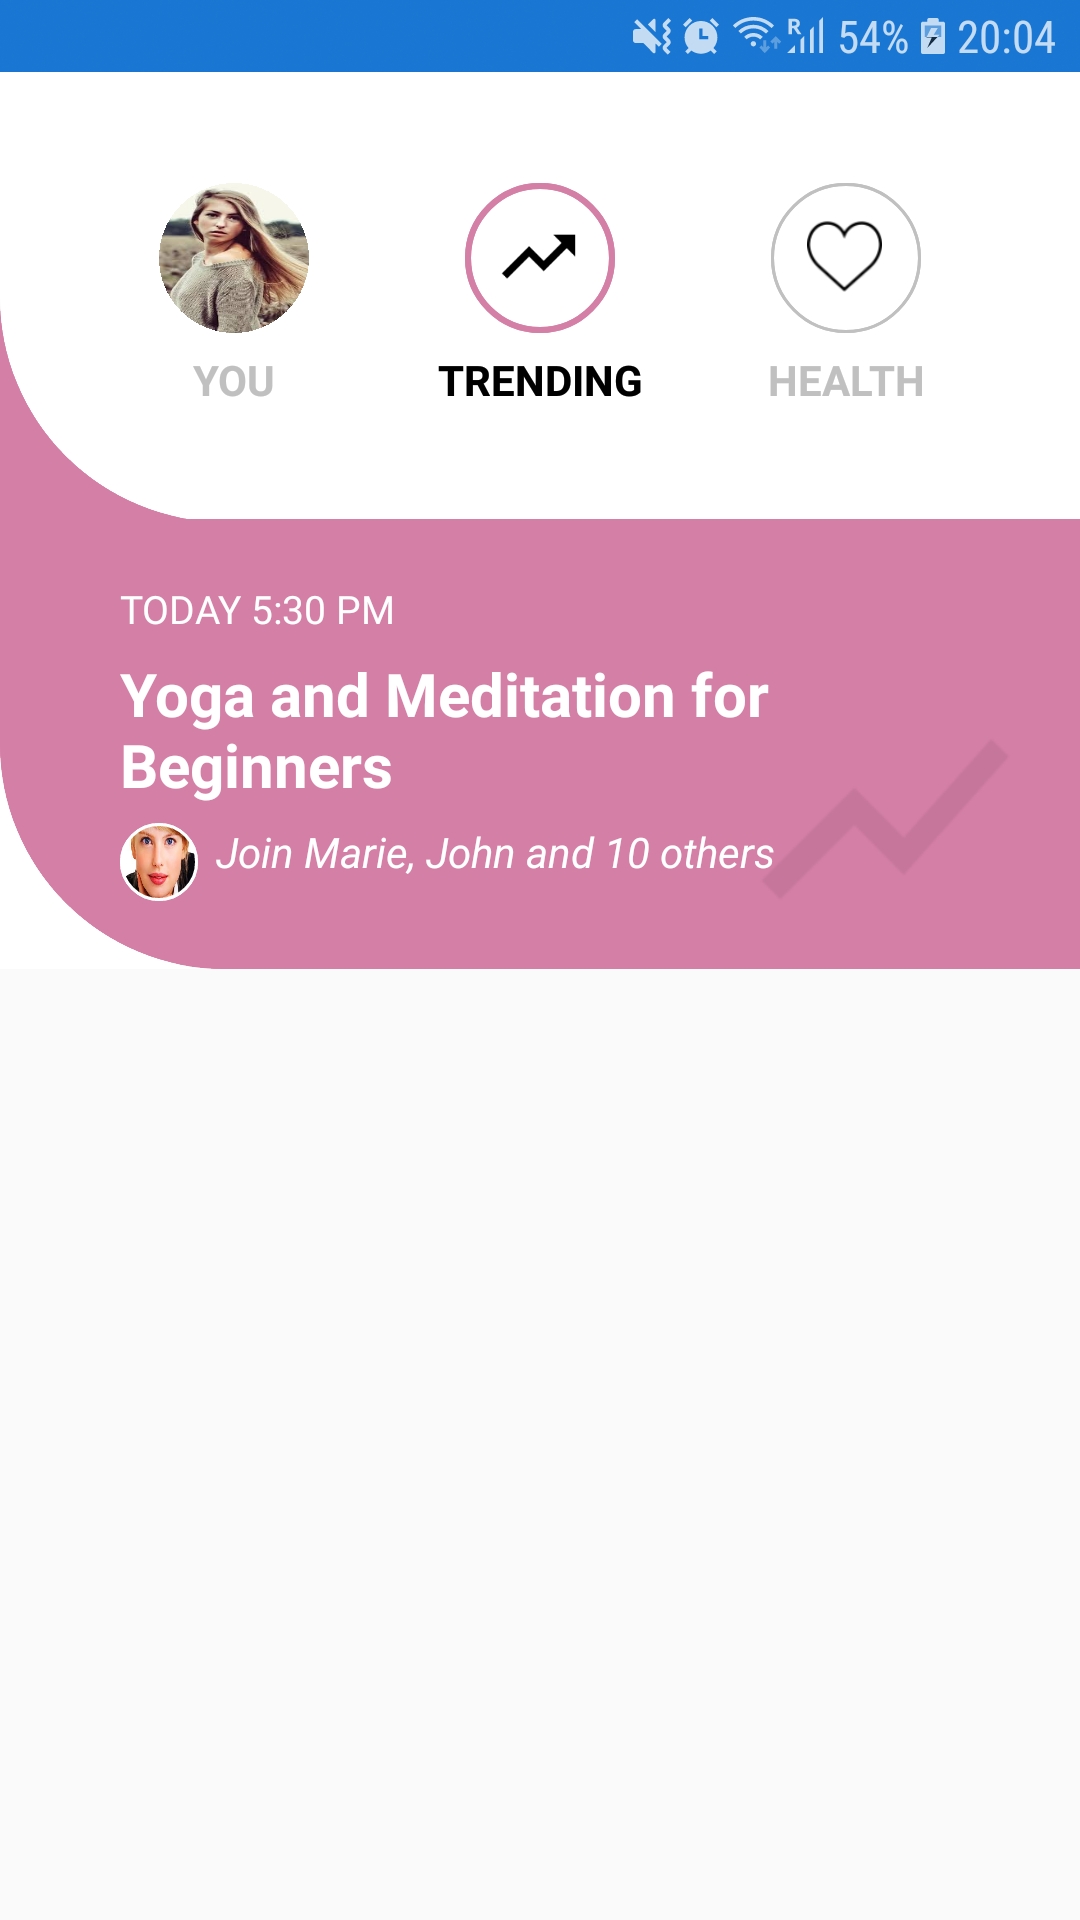 R 54% 20:04
YOU TRENDING HEALTH
TODAY 5:30 PM
Yoga and Meditation for
Beginners
Join Marie, John and 10 others